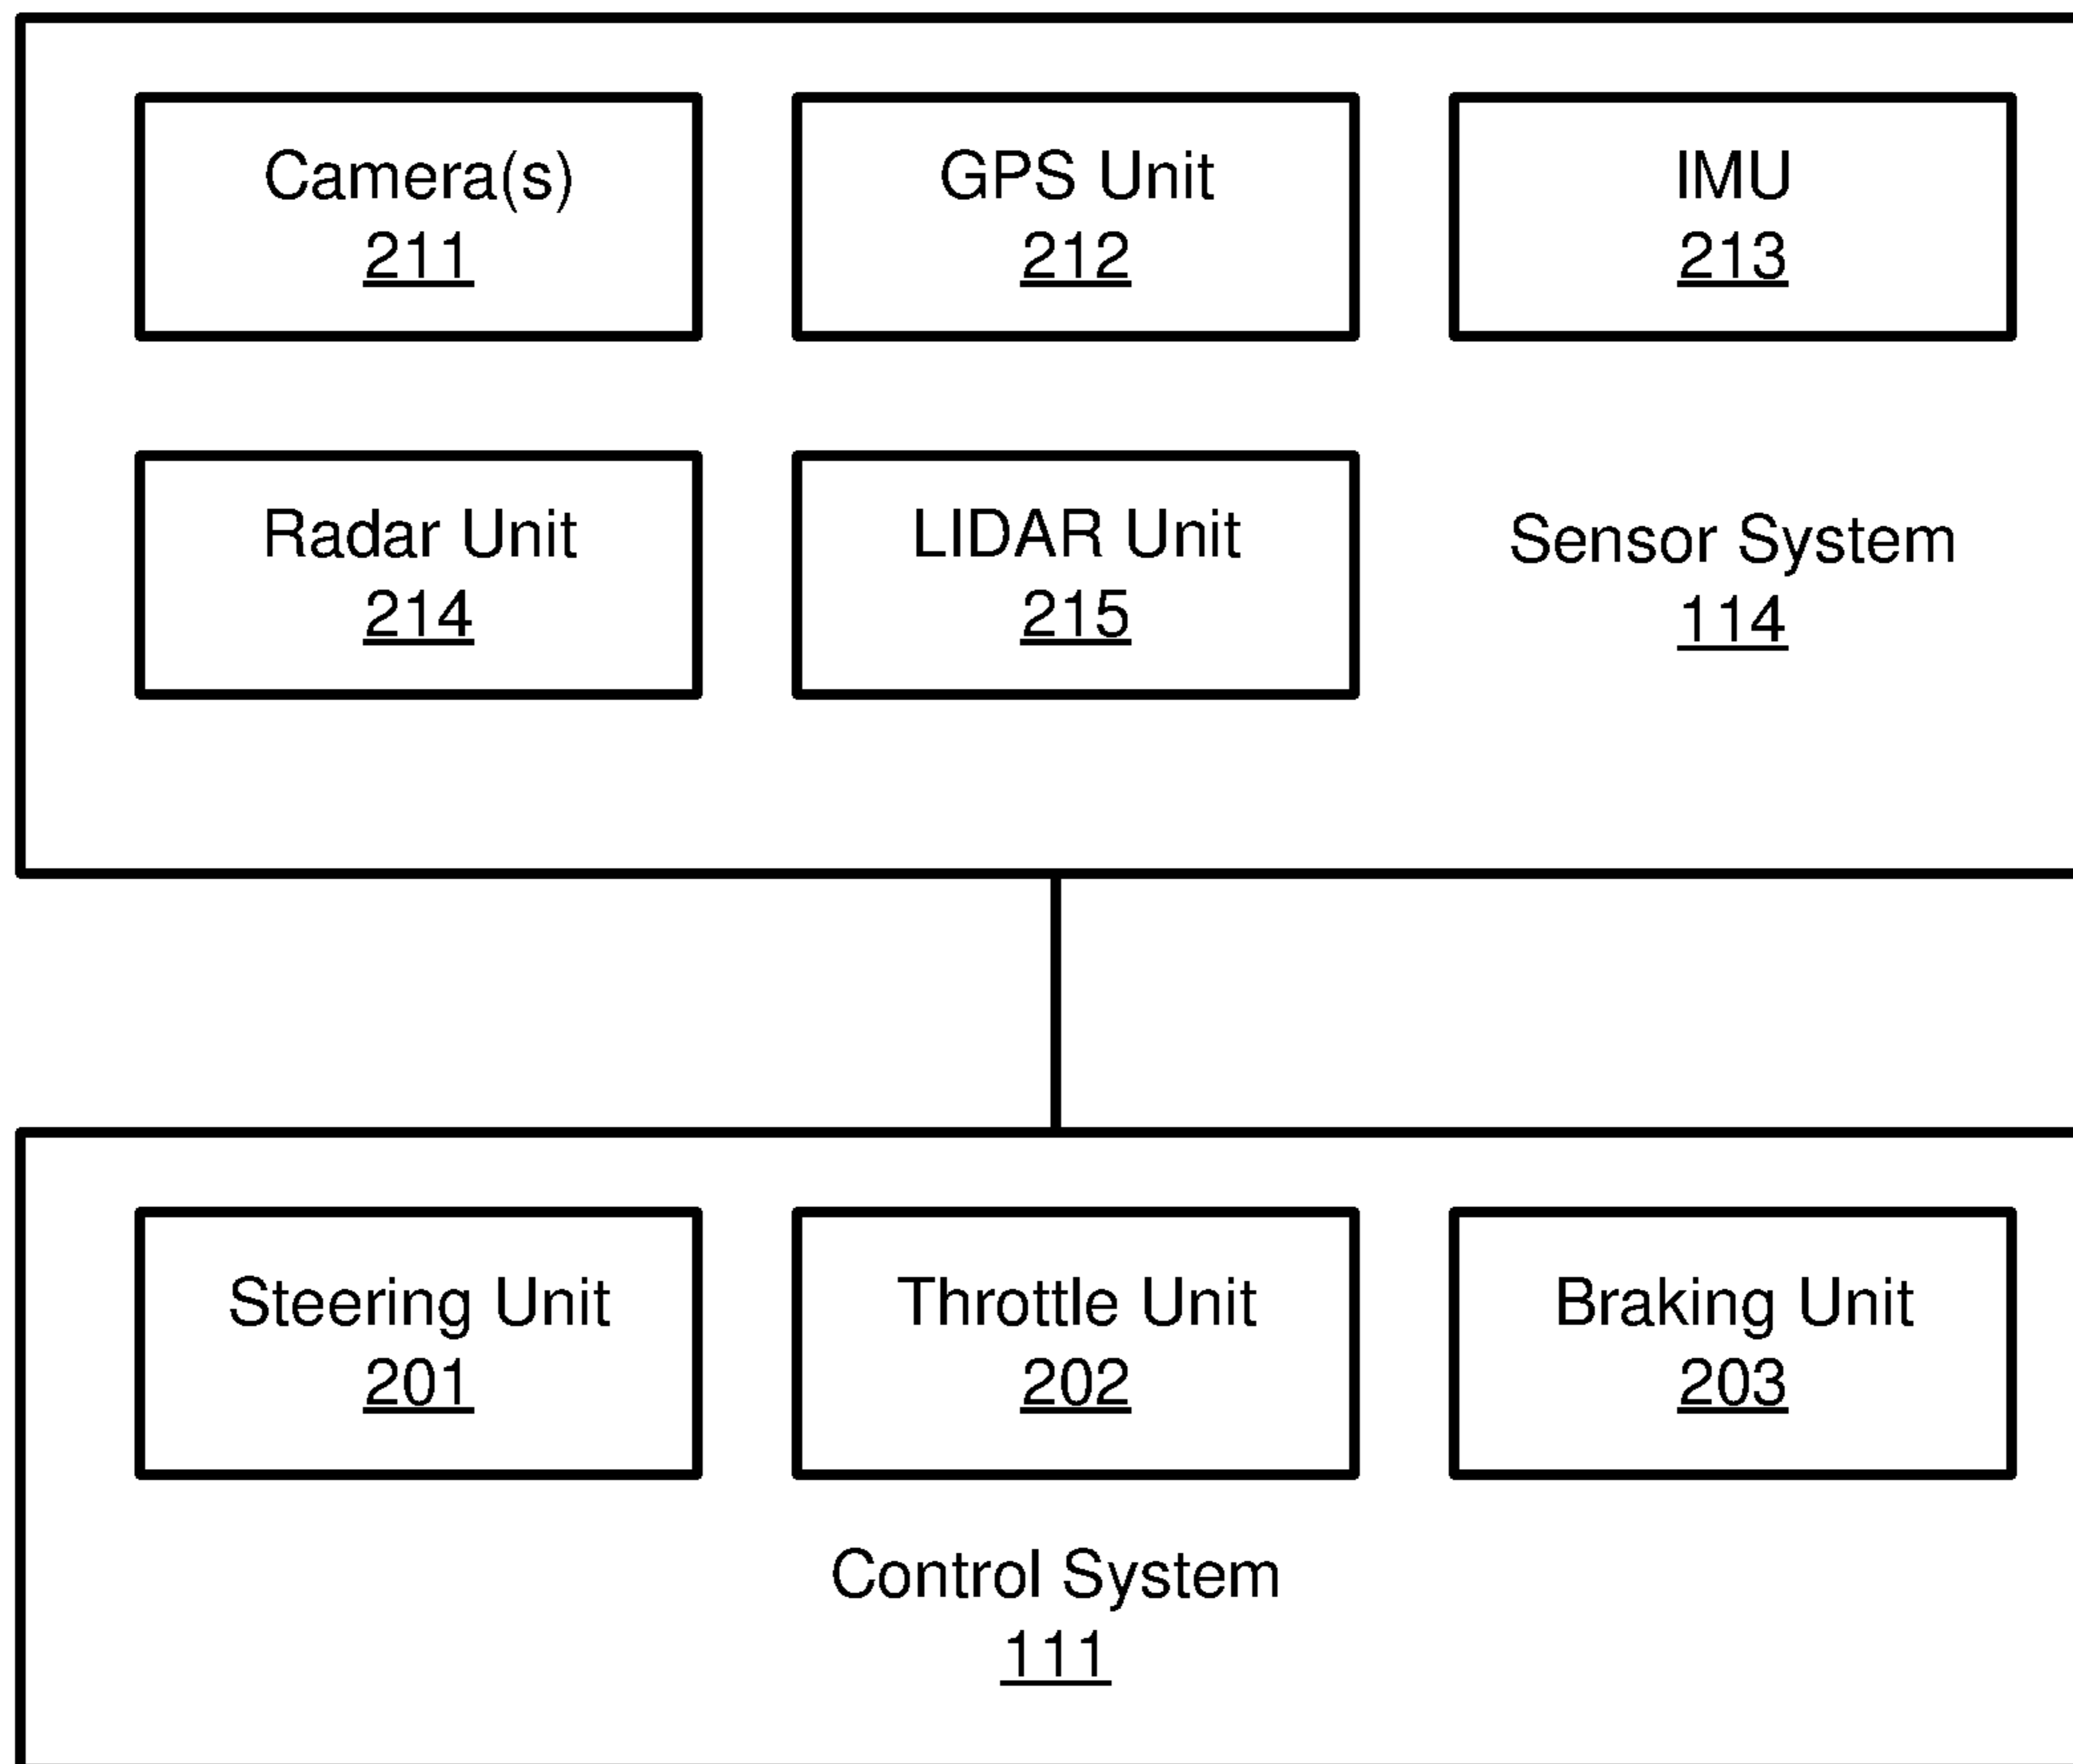 Camera(s)
211
GPS Unit
212
IMU
213
Radar Unit
214
LIDAR Unit
215
Sensor System
114
Steering Unit
201
Throttle Unit
202
Braking Unit
203
Control System
111